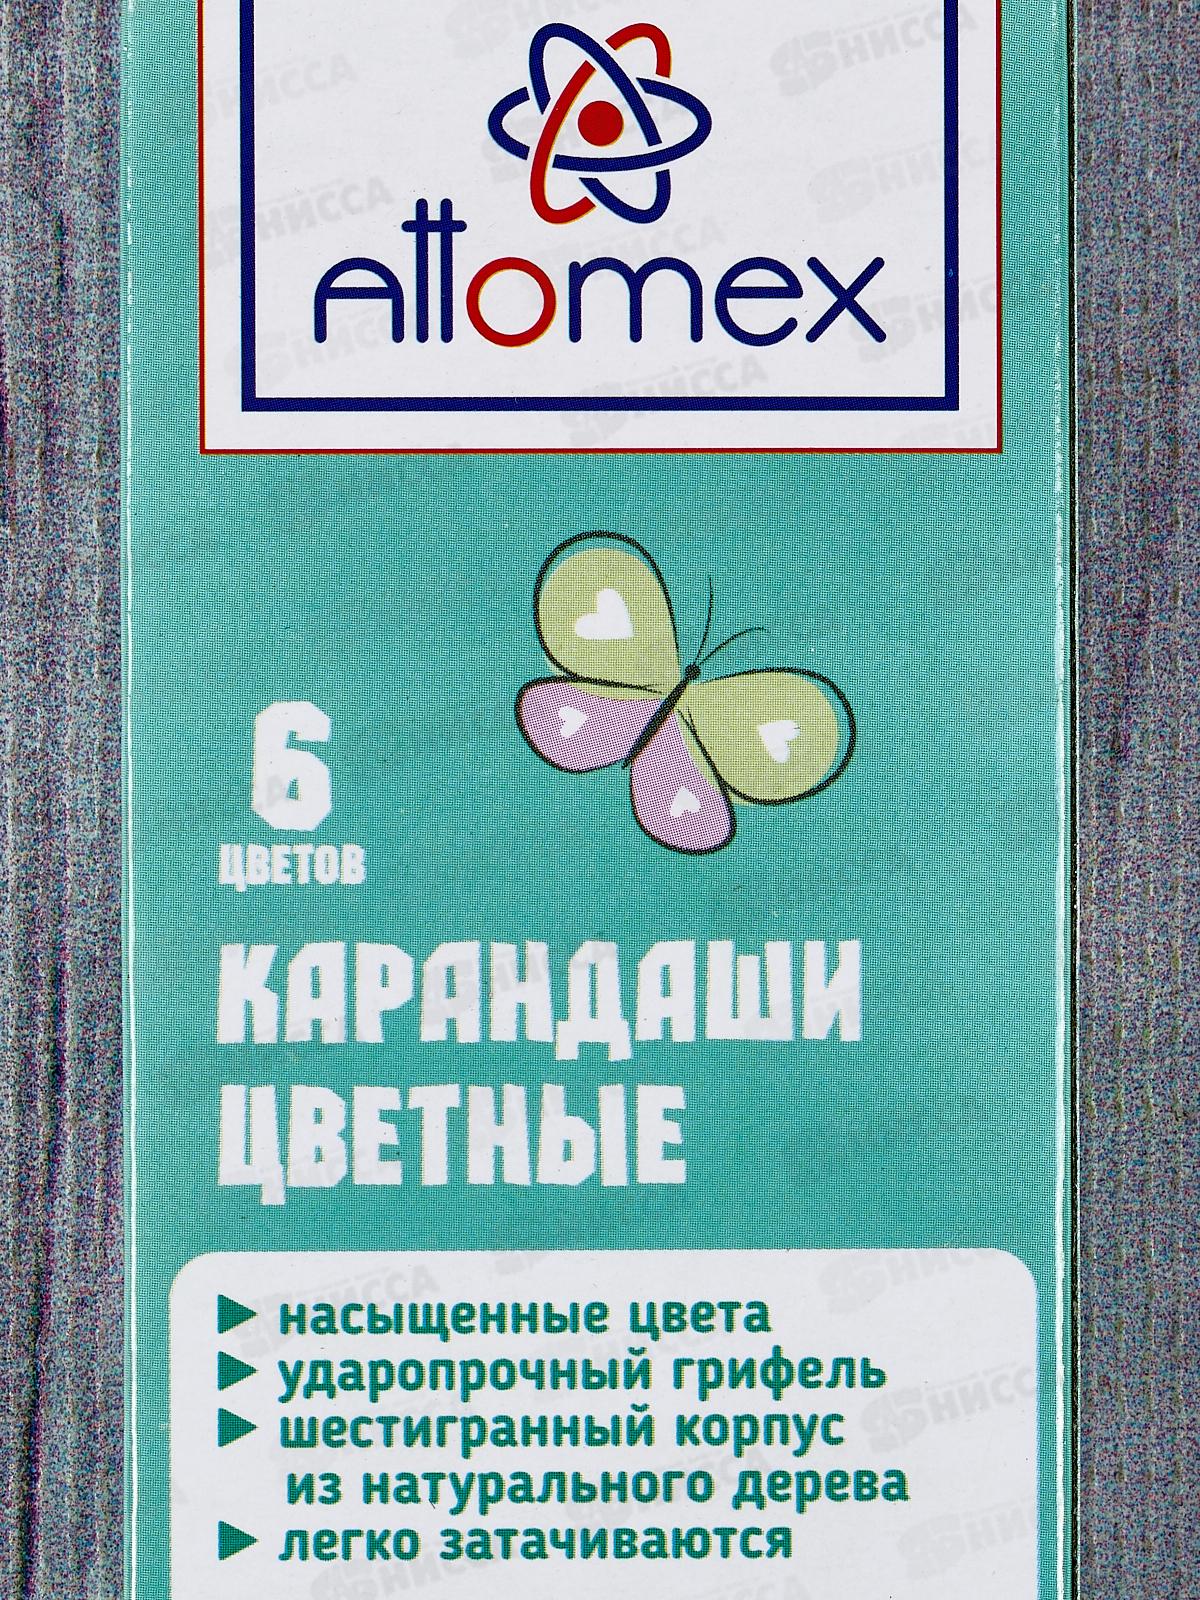 Attomex
6
ЦВЕТОВ
КАРАНДАШИ
ЦВЕТНЫЕ
насыщенные цвета
ударопрочный грифель
шестигранный корпус
из натурального дерева
легко затачиваются